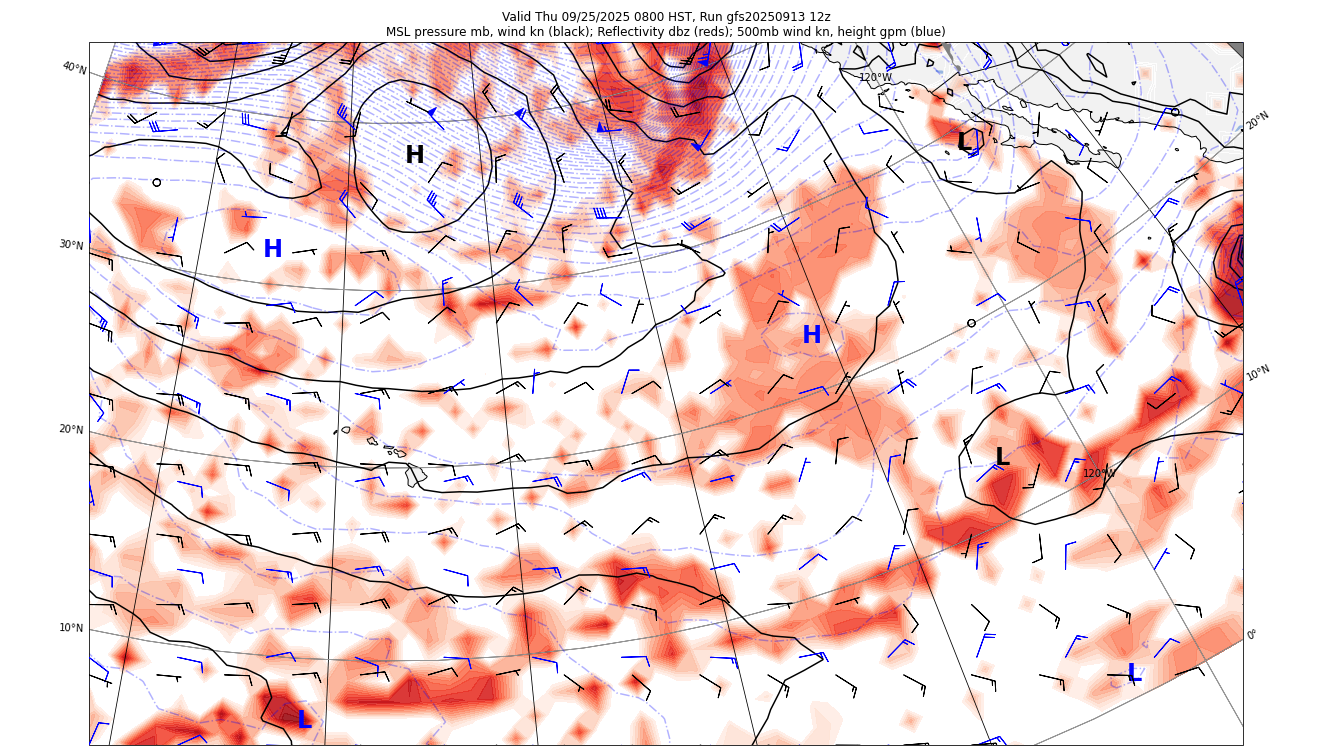 Valid Thu 09/25/2025 0800 HST, Run gfs20250913 12z
MSL pressure mb, wind kn (black); Reflectivity dbz (reds); 500mb wind kn, height gpm (blue)
40°N
120°W
20°N
L
H
30°N
H
H
10°N
20°N
L
120°W
10°N
0°
L
L